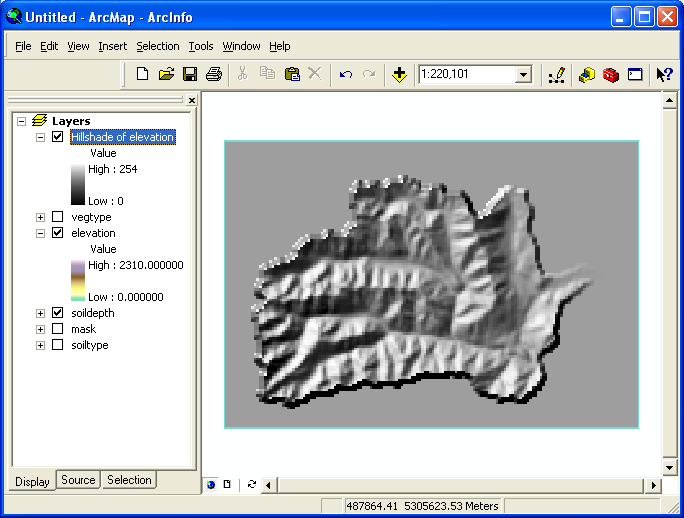 Untitled - ArcMap - ArcInfo
File Edit View Insert Selection Tools Window Help
1:220,101
Layers
Hillshade of elevation
Value
High : 254
Low : 0
vegtype
elevation
Value
High : 2310.000000
Low : 0.000000
soildepth
mask
soiltype
Display Source Selection
487864.41 5305623.53 Meters